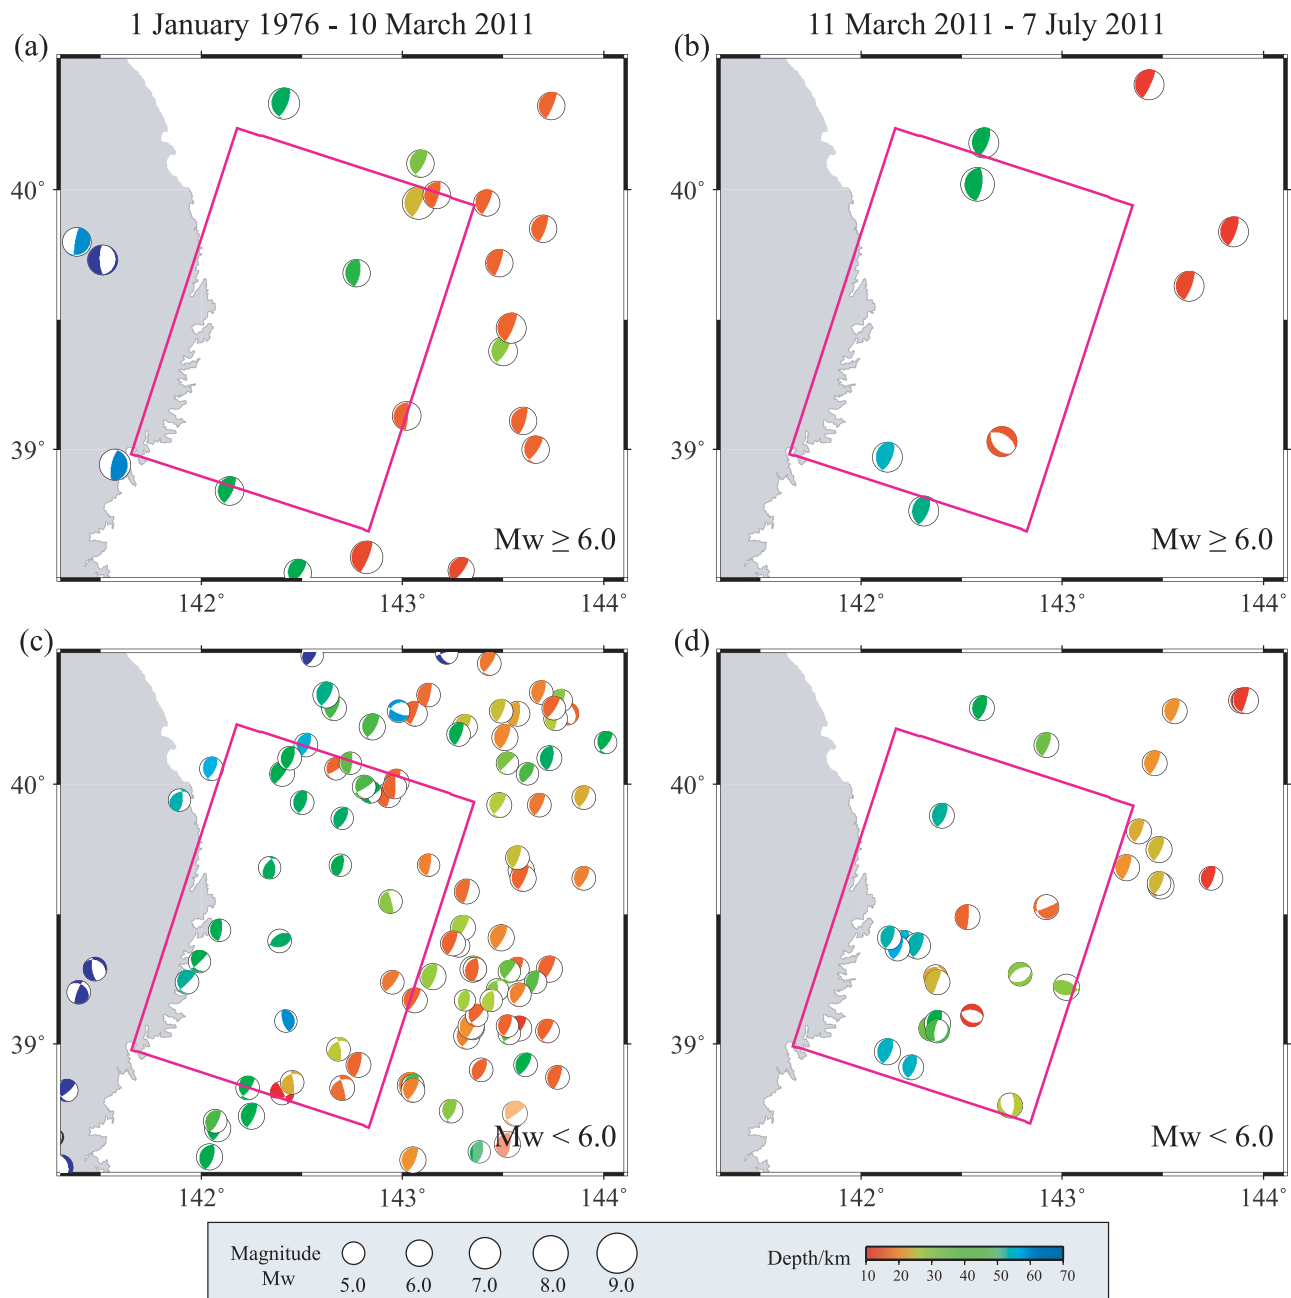 1 January 1976 - 10 March 2011
11 March 2011 - 7 July 2011
(a)
(b)
40°
40°
39°
39°
Mw ≥ 6.0
Mw ≥ 6.0
142°
143°
144°
142°
143°
144°
(c)
(d)
40°
40°
39°
39°
Mw < 6.0
Mw < 6.0
142°
143°
144°
142°
143°
144°
Magnitude
Mw
5.0
6.0
7.0
8.0
9.0
Depth/km
10 20 30 40 50 60 70